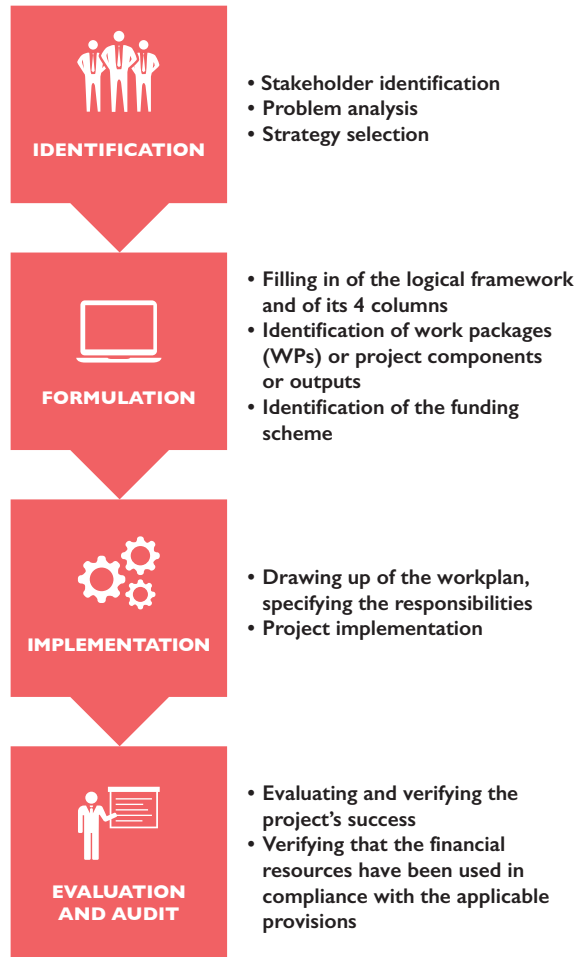 IDENTIFICATION
• Stakeholder identification
• Problem analysis
• Strategy selection
FORMULATION
• Filling in of the logical framework
and of its 4 columns
• Identification of work packages
(WPs) or project components
or outputs
• Identification of the funding
scheme
IMPLEMENTATION
• Drawing up of the workplan,
specifying the responsibilities
• Project implementation
EVALUATION
AND AUDIT
• Evaluating and verifying the
project’s success
• Verifying that the financial
resources have been used in
compliance with the applicable
provisions